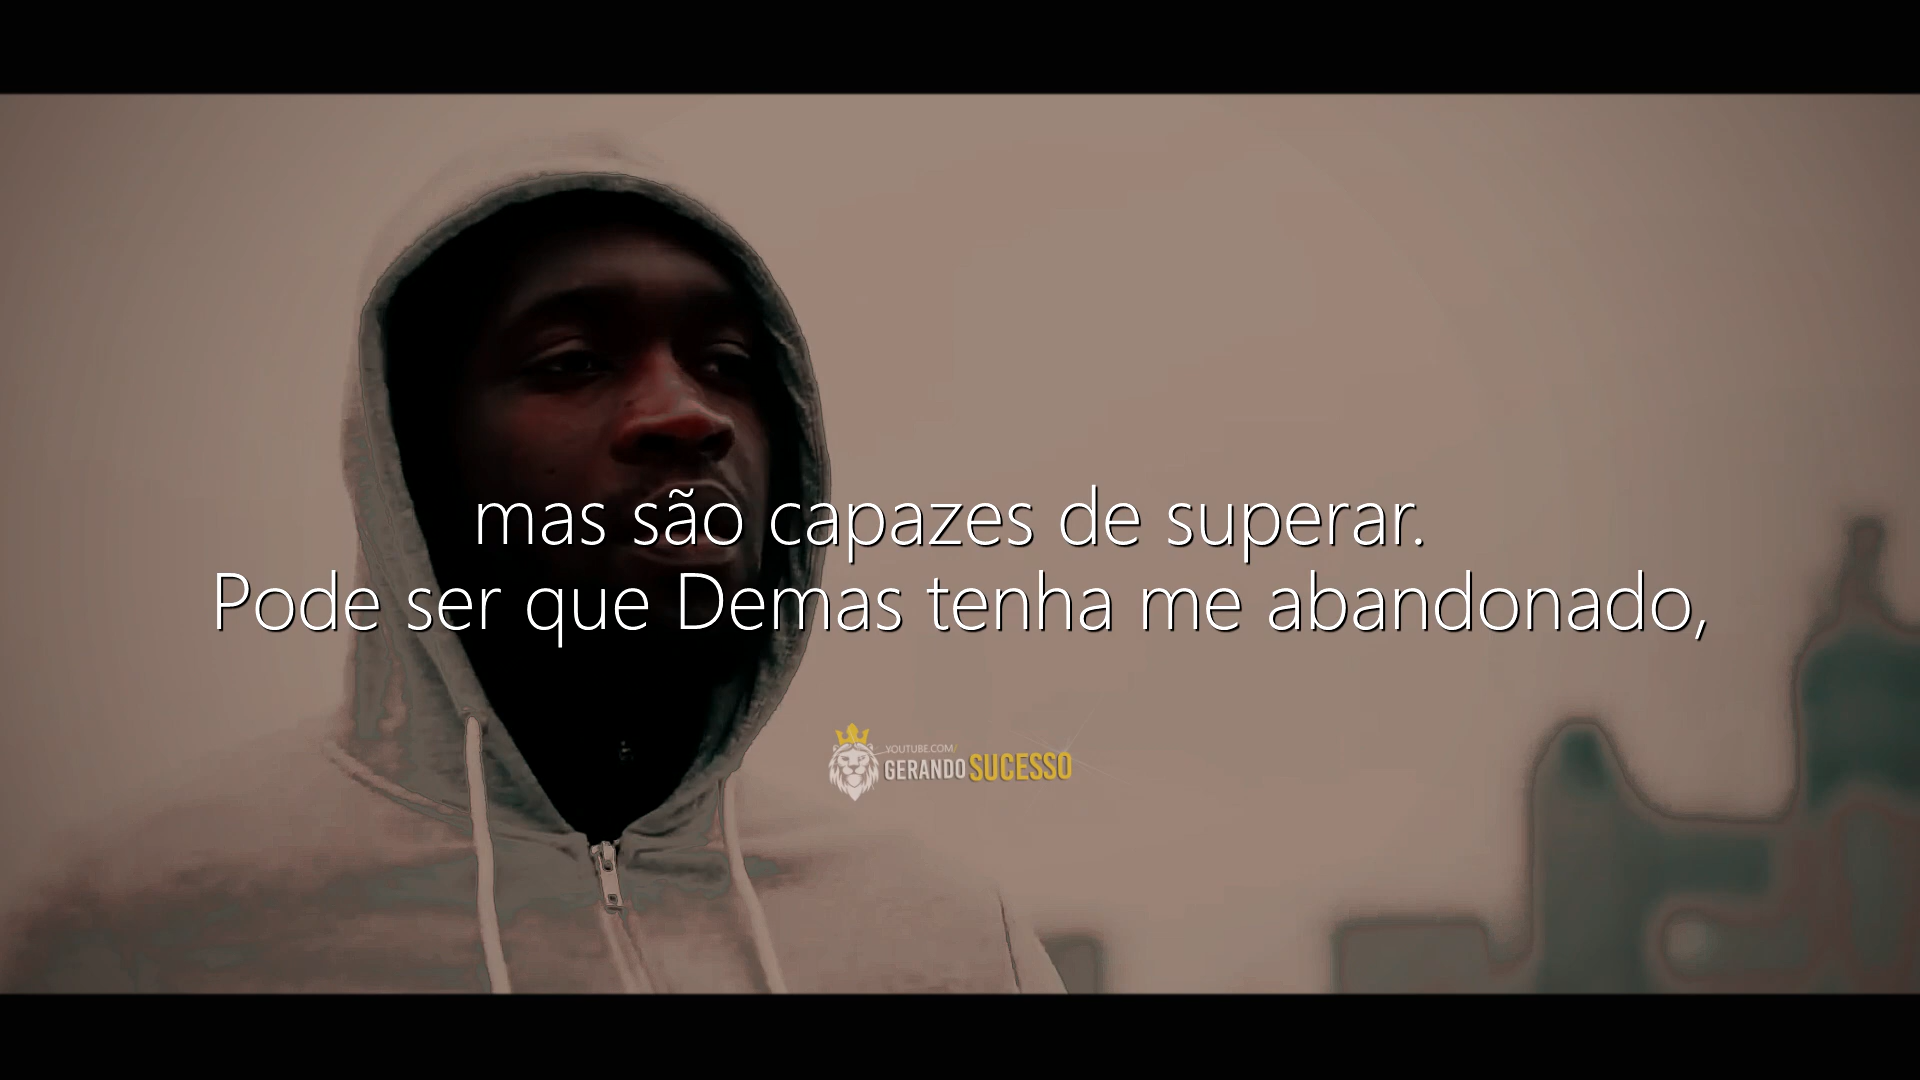 mas são capazes de superar.
Pode ser que Demas tenha me abandonado,
YOUTUBE.COM/
GERANDO SUCESSO